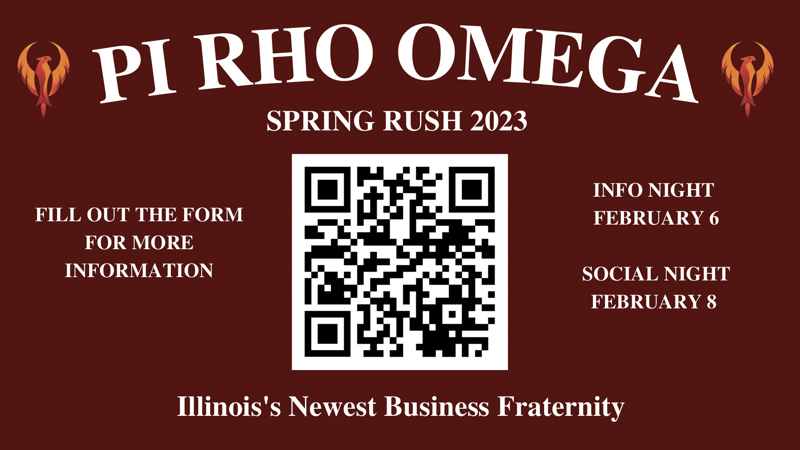 PI RHO OMEGA
SPRING RUSH 2023
FILL OUT THE FORM
FOR MORE
INFORMATION
INFO NIGHT
FEBRUARY 6
SOCIAL NIGHT
FEBRUARY 8
Illinois's Newest Business Fraternity